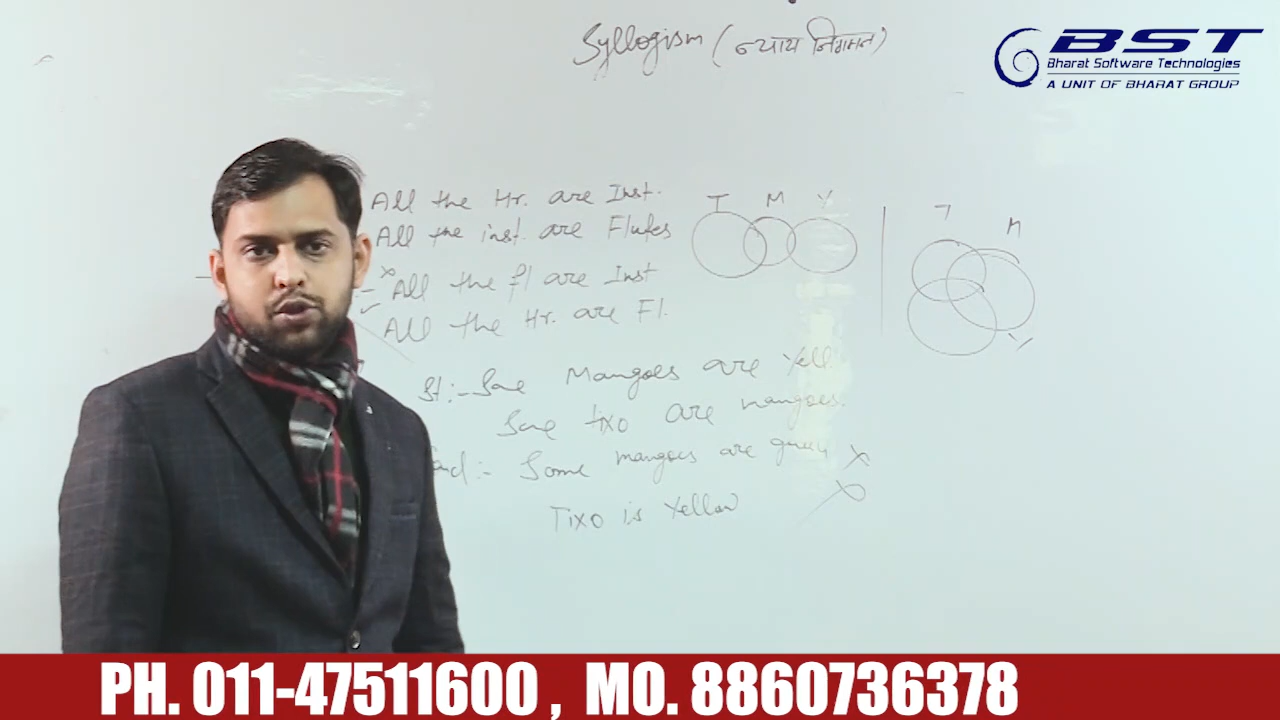 Syllogism (न्याय निगमन)
BST
Bharat Software Technologies
A UNIT OF BHARAT GROUP
All the Hr. are Inst.
All the inst. are Flutes
x All the fl are Inst
✓ All the Hr. are Fl.
T M Y
T M
Y
St:- Some Mangoes are Yell
Some tixo are mangoes.
:- Some mangoes are x
Tixo is Yellow x
PH. 011-47511600 , MO. 8860736378